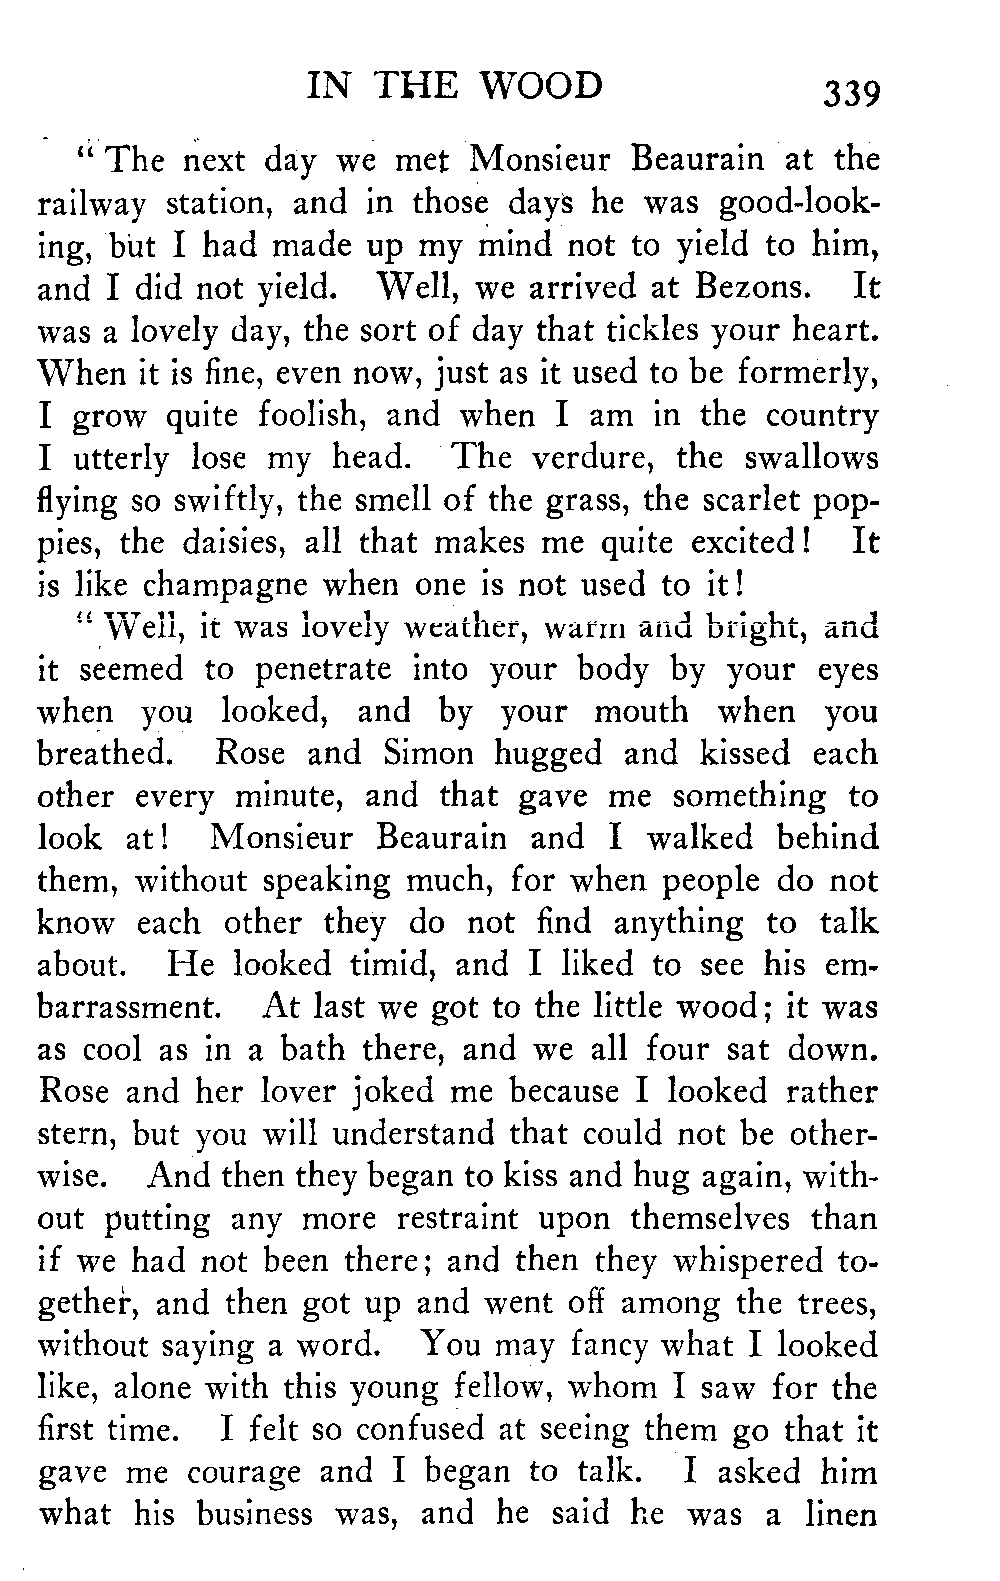 IN THE WOOD 339
“ The next day we met Monsieur Beaurain at the
railway station, and in those days he was good-look-
ing, but I had made up my mind not to yield to him,
and I did not yield. Well, we arrived at Bezons. It
was a lovely day, the sort of day that tickles your heart.
When it is fine, even now, just as it used to be formerly,
I grow quite foolish, and when I am in the country
I utterly lose my head. The verdure, the swallows
flying so swiftly, the smell of the grass, the scarlet pop-
pies, the daisies, all that makes me quite excited! It
is like champagne when one is not used to it!
“ Well, it was lovely weather, warm and bright, and
it seemed to penetrate into your body by your eyes
when you looked, and by your mouth when you
breathed. Rose and Simon hugged and kissed each
other every minute, and that gave me something to
look at! Monsieur Beaurain and I walked behind
them, without speaking much, for when people do not
know each other they do not find anything to talk
about. He looked timid, and I liked to see his em-
barrassment. At last we got to the little wood; it was
as cool as in a bath there, and we all four sat down.
Rose and her lover joked me because I looked rather
stern, but you will understand that could not be other-
wise. And then they began to kiss and hug again, with-
out putting any more restraint upon themselves than
if we had not been there; and then they whispered to-
gether, and then got up and went off among the trees,
without saying a word. You may fancy what I looked
like, alone with this young fellow, whom I saw for the
first time. I felt so confused at seeing them go that it
gave me courage and I began to talk. I asked him
what his business was, and he said he was a linen